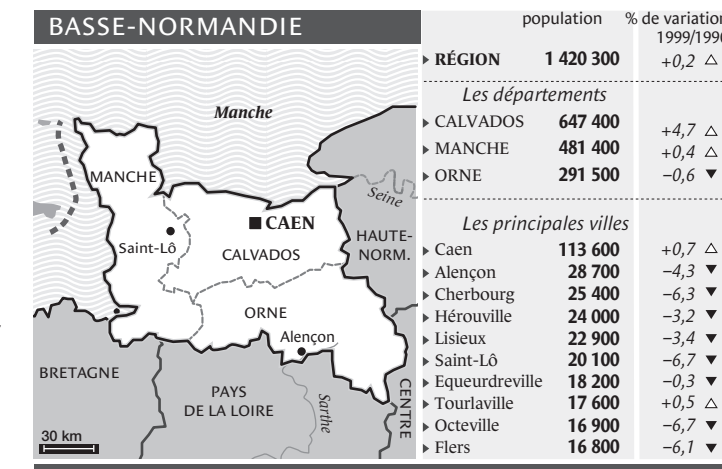 BASSE-NORMANDIE
Manche
MANCHE
Seine
CAEN
Saint-Lô
CALVADOS
HAUTE-
NORM.
ORNE
Alençon
BRETAGNE
PAYS
DE LA LOIRE
Sarthe
CENTRE
30 km
population % de variation
1999/1990
RÉGION 1 420 300 +0,2 △
Les départements
CALVADOS 647 400 +4,7 △
MANCHE 481 400 +0,4 △
ORNE 291 500 –0,6 ▼
Les principales villes
Caen 113 600 +0,7 △
Alençon 28 700 –4,3 ▼
Cherbourg 25 400 –6,3 ▼
Hérouville 24 000 –3,2 ▼
Lisieux 22 900 –3,4 ▼
Saint-Lô 20 100 –6,7 ▼
Equeurdreville 18 200 –0,3 ▼
Tourlaville 17 600 +0,5 △
Octeville 16 900 –6,7 ▼
Flers 16 800 –6,1 ▼